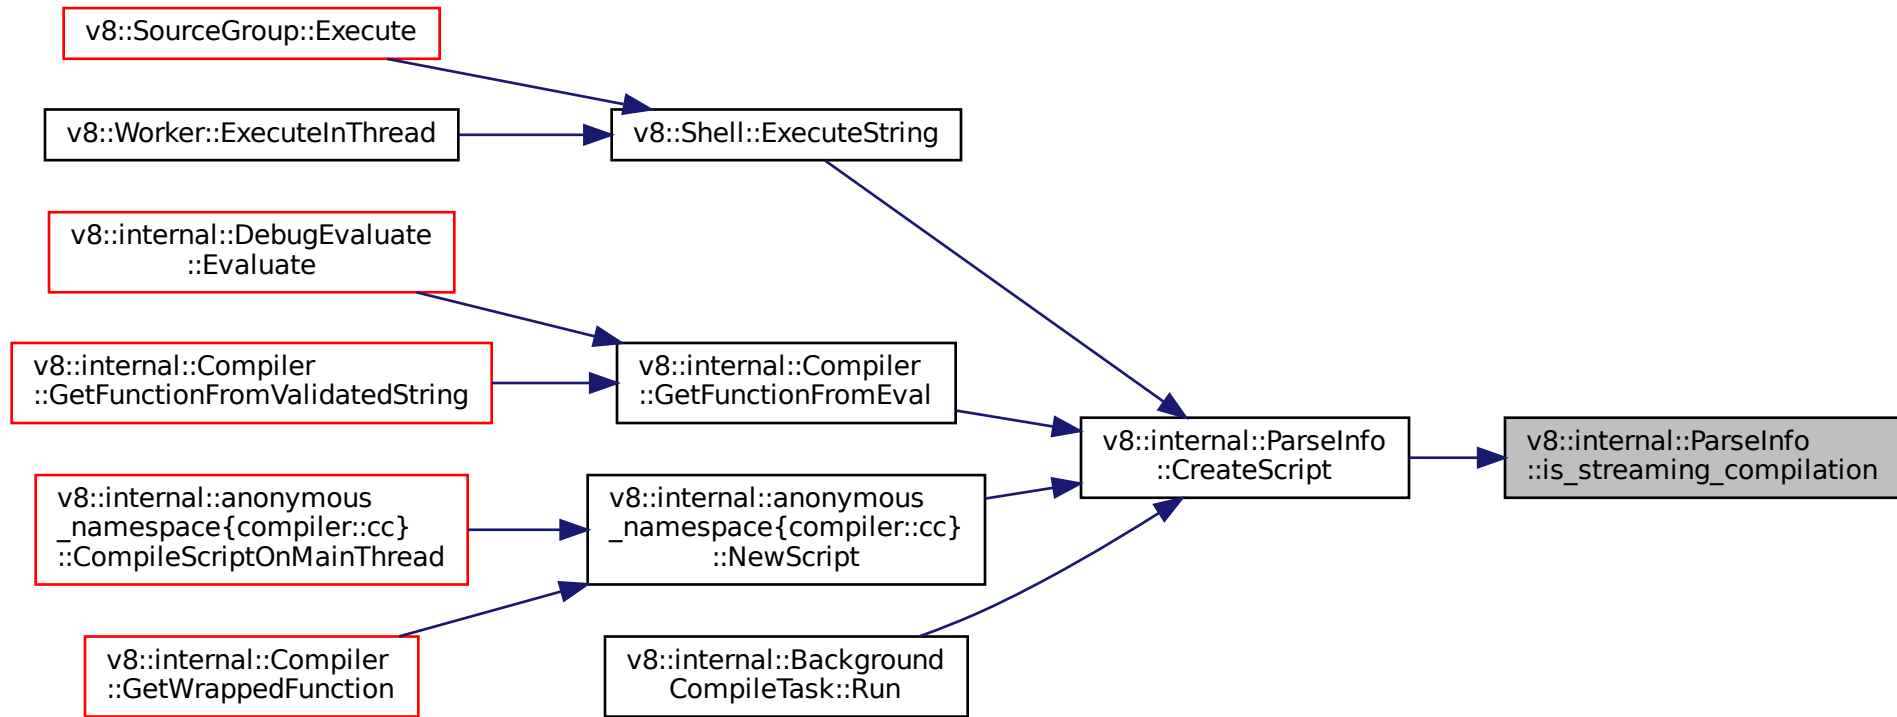 v8::SourceGroup::Execute
v8::Worker::ExecuteInThread
v8::Shell::ExecuteString
v8::internal::DebugEvaluate
::Evaluate
v8::internal::Compiler
::GetFunctionFromValidatedString
v8::internal::Compiler
::GetFunctionFromEval
v8::internal::ParseInfo
::CreateScript
v8::internal::ParseInfo
::is_streaming_compilation
v8::internal::anonymous
_namespace{compiler::cc}
::CompileScriptOnMainThread
v8::internal::anonymous
_namespace{compiler::cc}
::NewScript
v8::internal::Compiler
::GetWrappedFunction
v8::internal::Background
CompileTask::Run